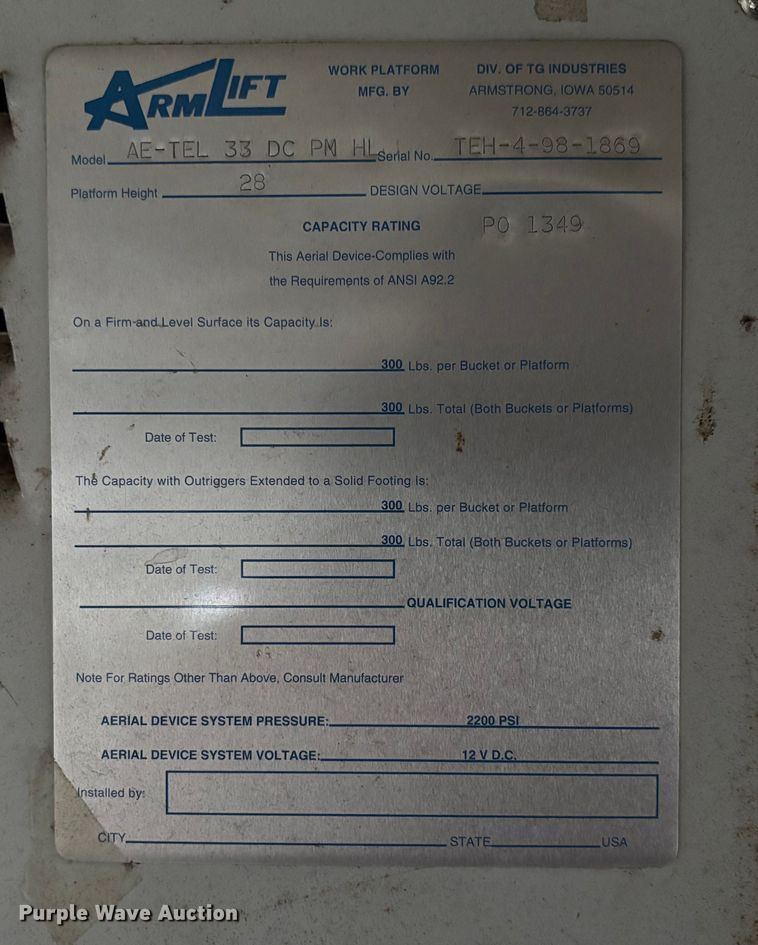 ARMLIFT
WORK PLATFORM
MFG. BY
DIV. OF TG INDUSTRIES
ARMSTRONG, IOWA 50514
712-864-3737
Model AE-TEL 33 DC PM HL Serial No. TEH-4-98-1869
Platform Height 28 DESIGN VOLTAGE
CAPACITY RATING PO 1349
This Aerial Device-Complies with
the Requirements of ANSI A92.2
On a Firm-and Level Surface its Capacity Is:
300 Lbs. per Bucket or Platform
300 Lbs. Total (Both Buckets or Platforms)
Date of Test:
The Capacity with Outriggers Extended to a Solid Footing Is:
300 Lbs. per Bucket or Platform
300 Lbs. Total (Both Buckets or Platforms)
Date of Test:
QUALIFICATION VOLTAGE
Date of Test:
Note For Ratings Other Than Above, Consult Manufacturer
AERIAL DEVICE SYSTEM PRESSURE: 2200 PSI
AERIAL DEVICE SYSTEM VOLTAGE: 12 V D.C.
Installed by:
CITY STATE USA
Purple Wave Auction